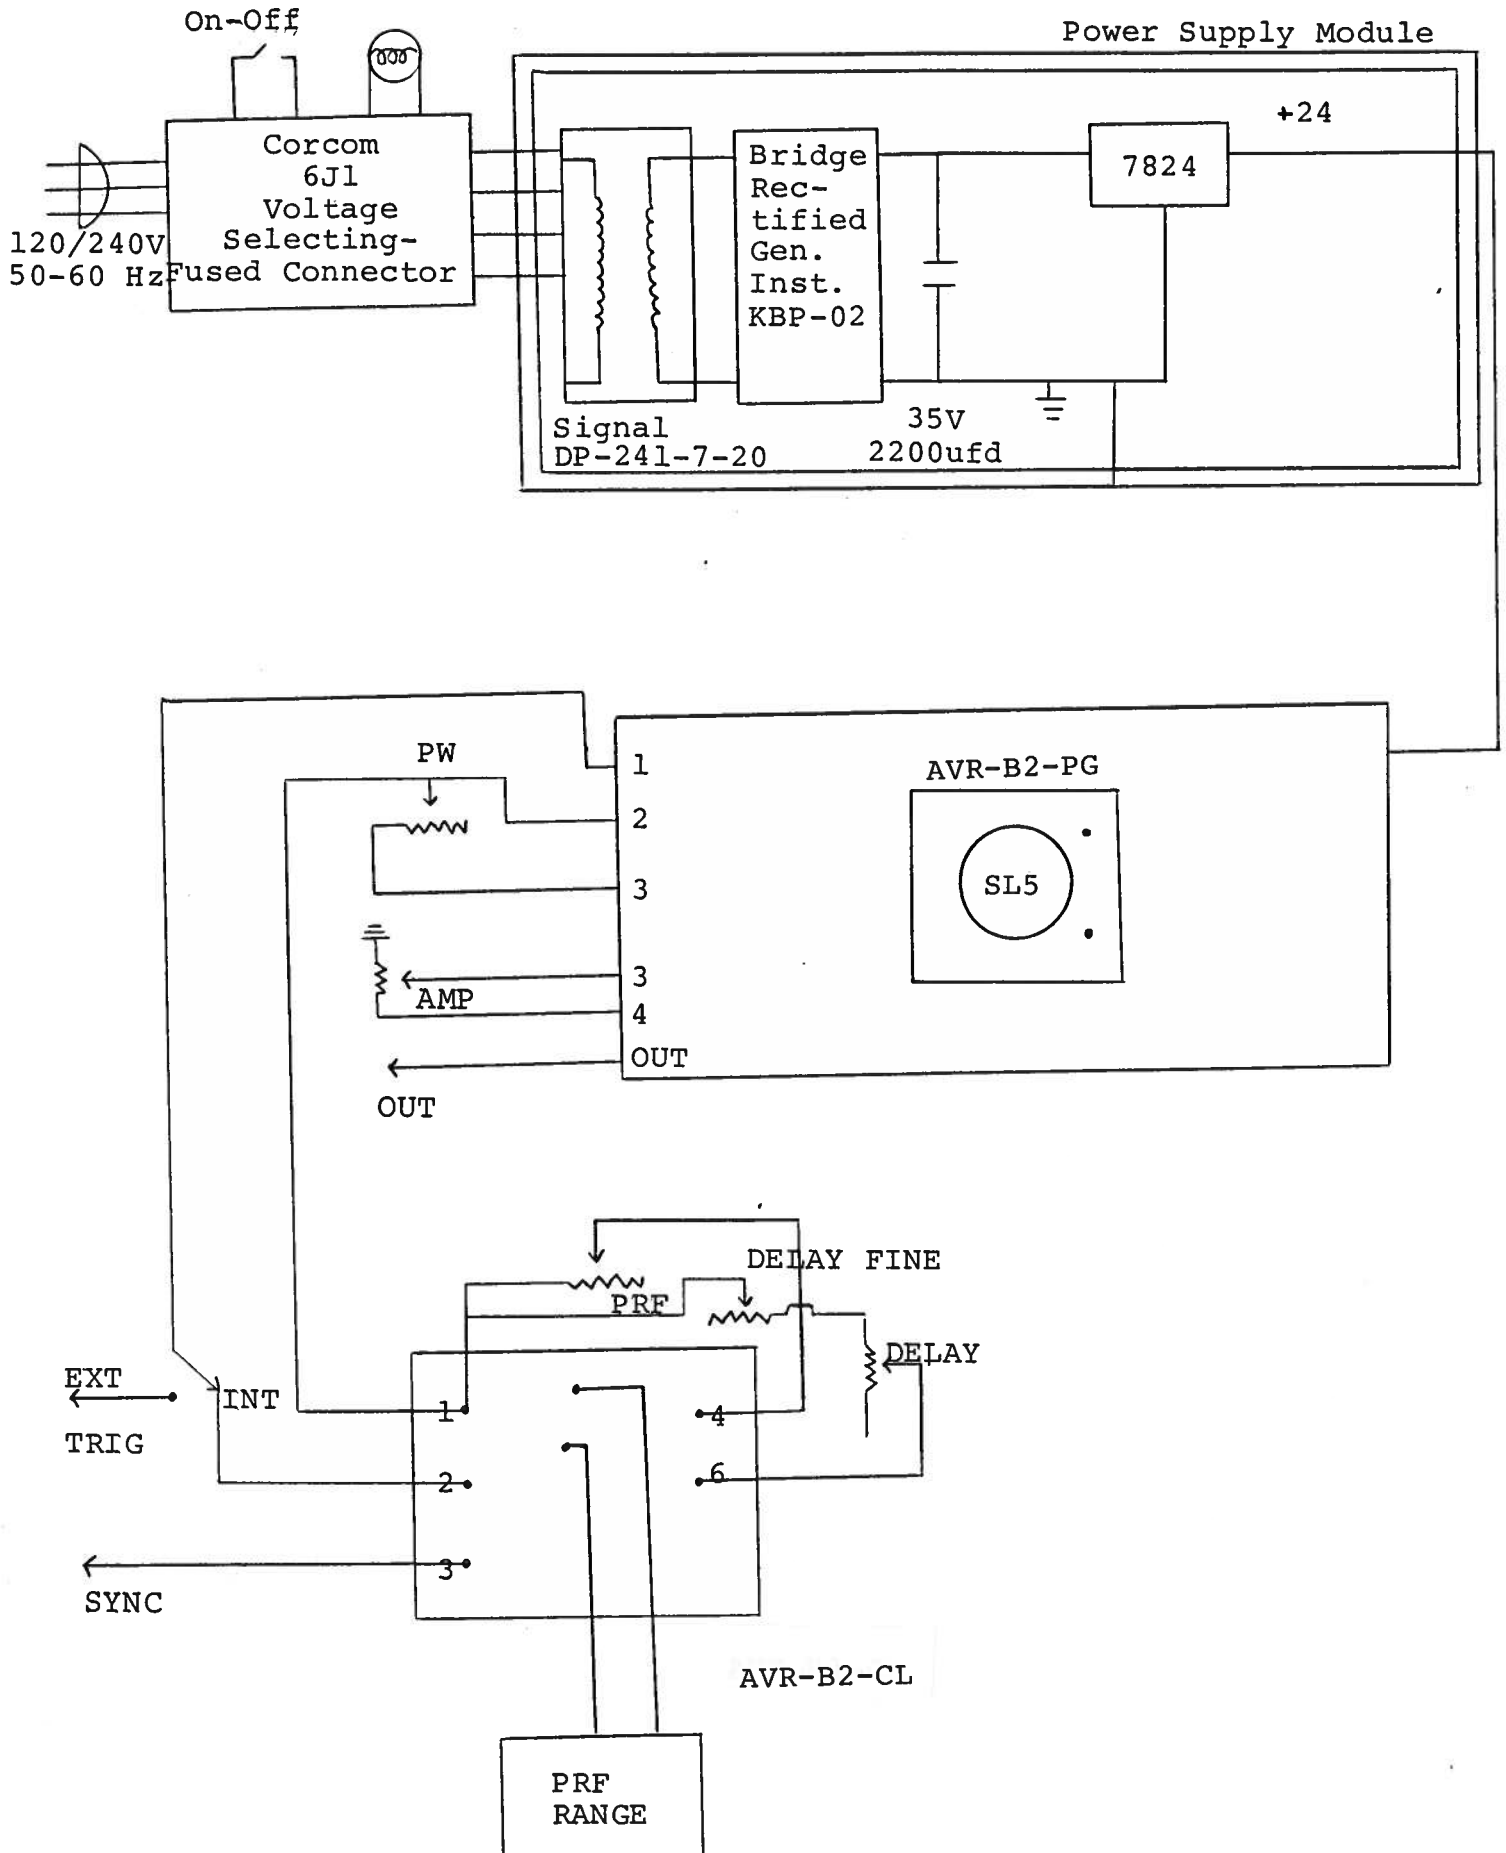 On-Off
Power Supply Module
Corcom
6J1
Voltage
Selecting-
Fused Connector
120/240V
50-60 Hz
Bridge
Rec-
tified
Gen.
Inst.
KBP-02
7824
+24
Signal
DP-241-7-20
35V
2200ufd
PW
1
2
3
3
4
OUT
AMP
OUT
AVR-B2-PG
SL5
DELAY FINE
PRF
DELAY
EXT
INT
TRIG
1
2
3
4
6
SYNC
AVR-B2-CL
PRF
RANGE